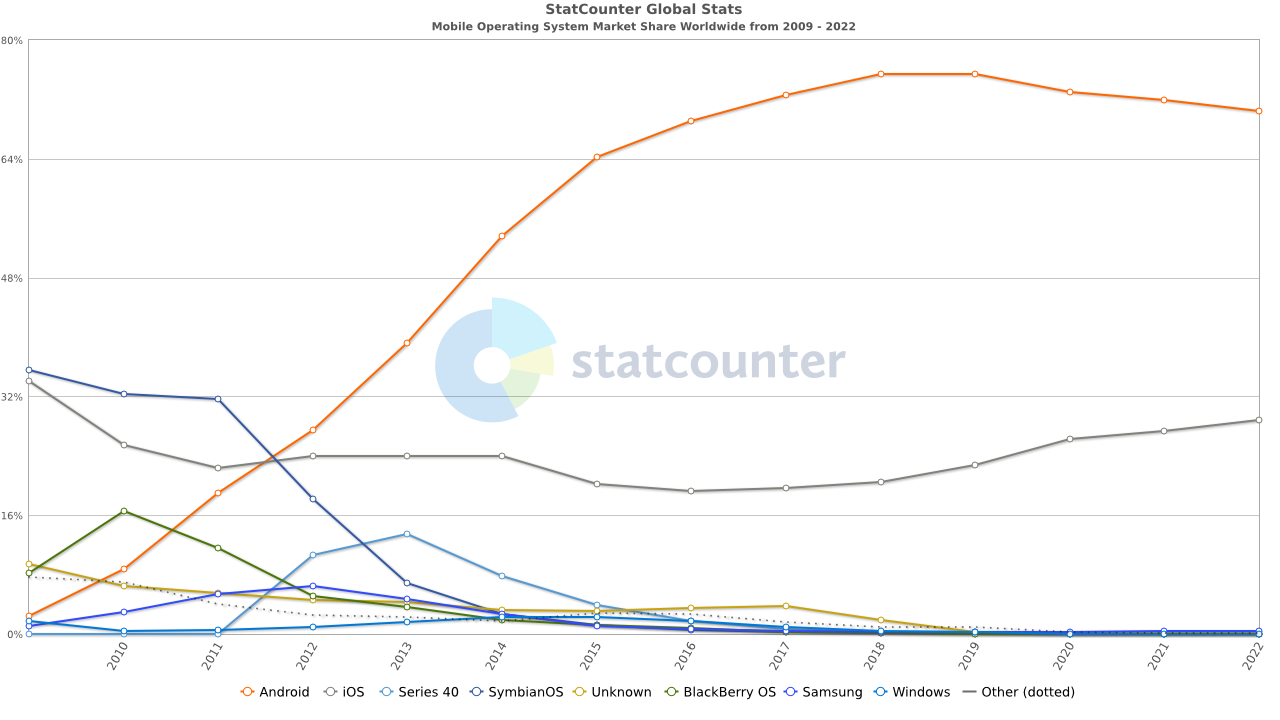 StatCounter Global Stats
Mobile Operating System Market Share Worldwide from 2009 - 2022
80%
64%
48%
32%
16%
0%
statcounter
2010 2011 2012 2013 2014 2015 2016 2017 2018 2019 2020 2021 2022
Android iOS Series 40 SymbianOS Unknown BlackBerry OS Samsung Windows Other (dotted)